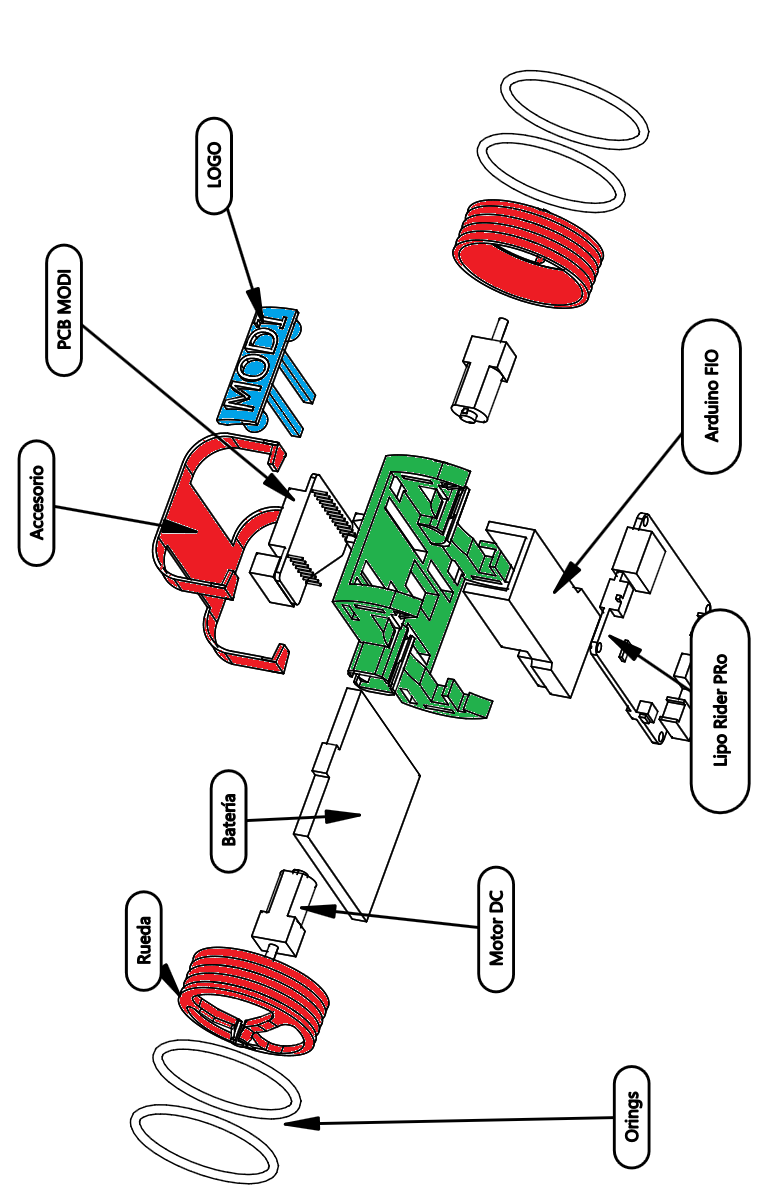 LOGO
PCB MODI
MODI
Accesorio
Arduino FIO
Lipo Rider PRo
Batería
Motor DC
Rueda
Orings